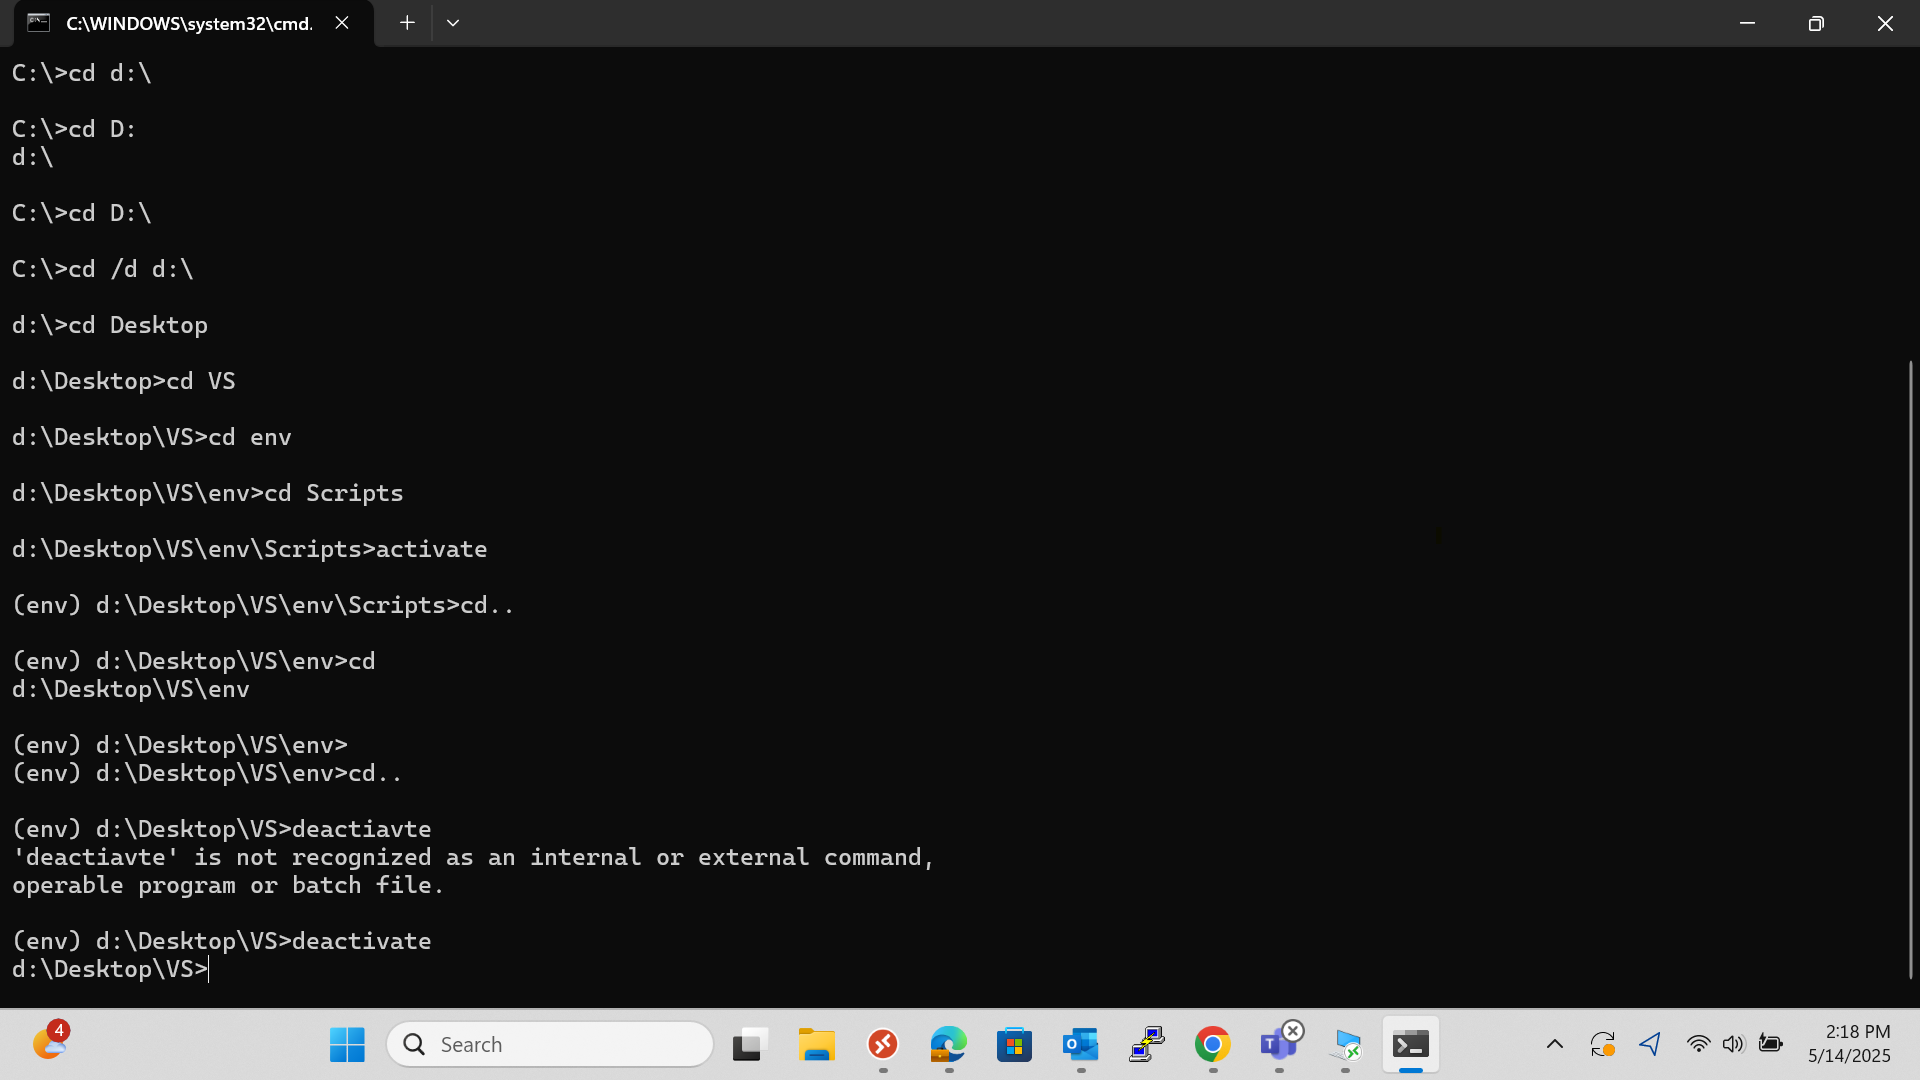 C:\WINDOWS\system32\cmd.
C:\>cd d:\
C:\>cd D:
d:\
C:\>cd D:\
C:\>cd /d d:\
d:\>cd Desktop
d:\Desktop>cd VS
d:\Desktop\VS>cd env
d:\Desktop\VS\env>cd Scripts
d:\Desktop\VS\env\Scripts>activate
(env) d:\Desktop\VS\env\Scripts>cd..
(env) d:\Desktop\VS\env>cd
d:\Desktop\VS\env
(env) d:\Desktop\VS\env>
(env) d:\Desktop\VS\env>cd..
(env) d:\Desktop\VS>deactiavte
'deactiavte' is not recognized as an internal or external command,
operable program or batch file.
(env) d:\Desktop\VS>deactivate
d:\Desktop\VS>
4
Search
2:18 PM
5/14/2025